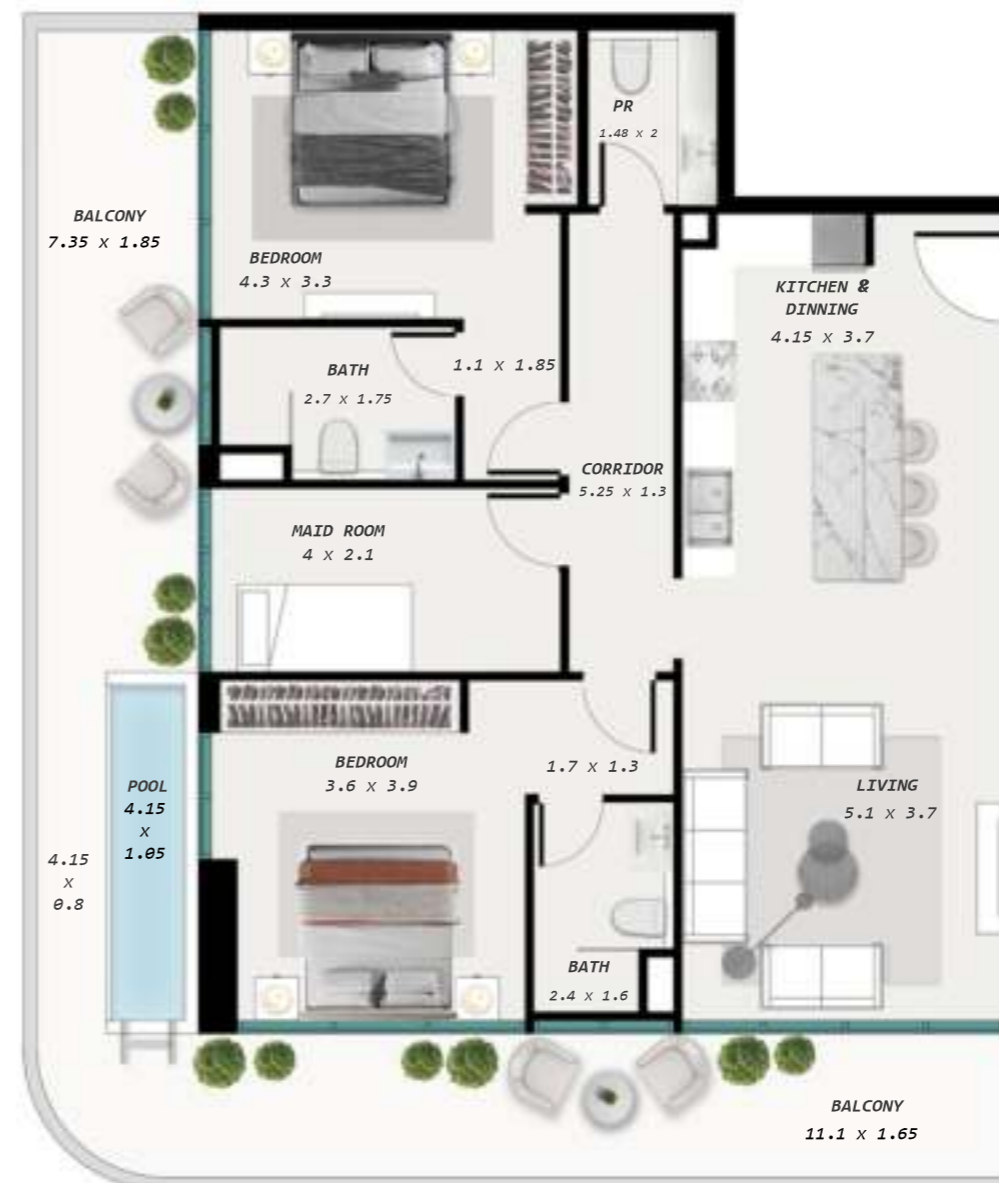 PR
1.48 x 2
BALCONY
7.35 x 1.85
BEDROOM
4.3 x 3.3
KITCHEN &
DINNING
4.15 x 3.7
BATH
2.7 x 1.75
1.1 x 1.85
CORRIDOR
5.25 x 1.3
MAID ROOM
4 x 2.1
BEDROOM
3.6 x 3.9
1.7 x 1.3
POOL
4.15
x
1.05
LIVING
5.1 x 3.7
4.15
x
0.8
BATH
2.4 x 1.6
BALCONY
11.1 x 1.65